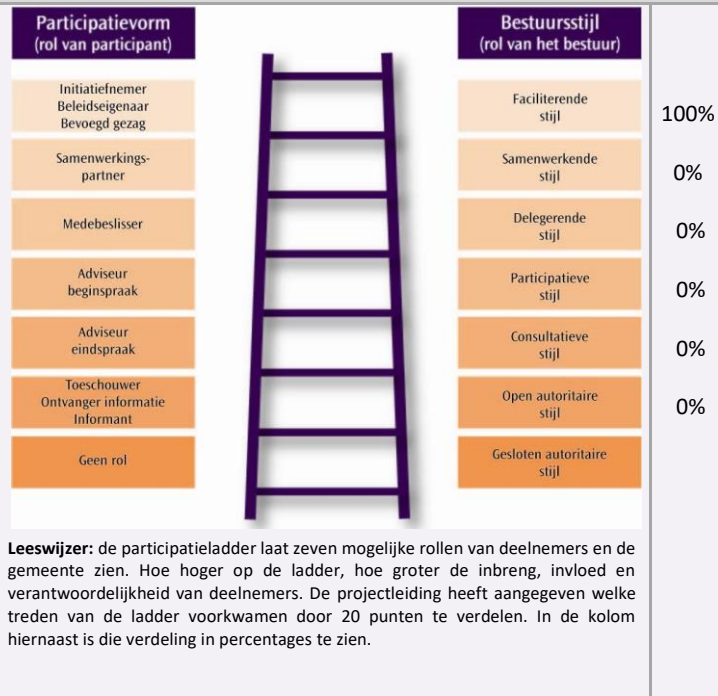 Participatievorm
(rol van participant)
Bestuursstijl
(rol van het bestuur)
Initiatiefnemer
Beleidseigenaar
Bevoegd gezag
Faciliterende
stijl
100%
Samenwerkings-
partner
Samenwerkende
stijl
0%
Medebeslisser
Delegerende
stijl
0%
Adviseur
beginspraak
Participatieve
stijl
0%
Adviseur
eindspraak
Consultatieve
stijl
0%
Toeschouwer
Ontvanger informatie
Informant
Open autoritaire
stijl
0%
Geen rol
Gesloten autoritaire
stijl
Leeswijzer: de participatieladder laat zeven mogelijke rollen van deelnemers en de
gemeente zien. Hoe hoger op de ladder, hoe groter de inbreng, invloed en
verantwoordelijkheid van deelnemers. De projectleiding heeft aangegeven welke
treden van de ladder voorkwamen door 20 punten te verdelen. In de kolom
hiernaast is die verdeling in percentages te zien.